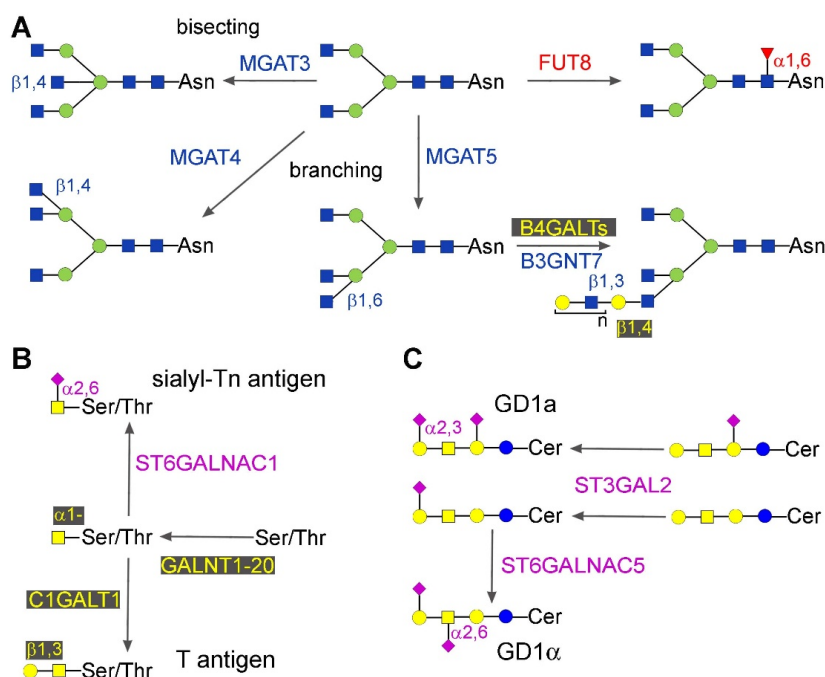 A
bisecting
MGAT3
FUT8
β1,4
Asn
Asn
α1,6
Asn
MGAT4
branching
MGAT5
β1,4
Asn
Asn
β1,6
B4GALTs
B3GNT7
Asn
β1,3
n
β1,4
B
sialyl-Tn antigen
α2,6
Ser/Thr
ST6GALNAC1
α1-
Ser/Thr
Ser/Thr
GALNT1-20
C1GALT1
β1,3
Ser/Thr
T antigen
C
GD1a
α2,3
Cer
Cer
ST3GAL2
Cer
Cer
ST6GALNAC5
Cer
α2,6
GD1α